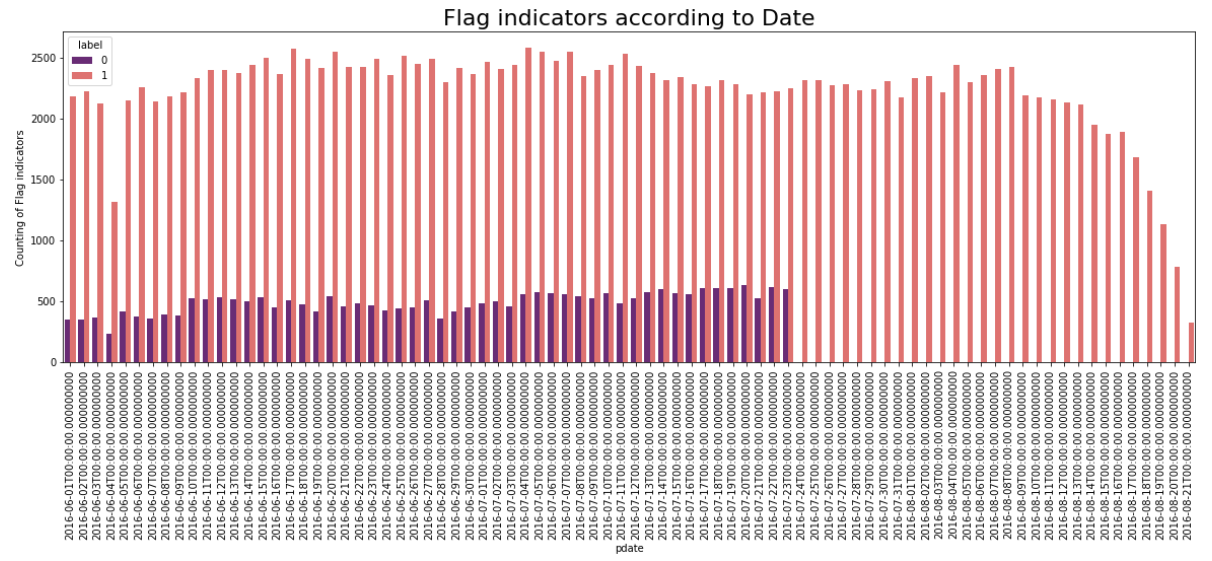 Flag indicators according to Date
label
0
1
2500
2000
1500
1000
500
0
Counting of Flag indicators
2016-06-01T00:00:00.000000000
2016-06-02T00:00:00.000000000
2016-06-03T00:00:00.000000000
2016-06-04T00:00:00.000000000
2016-06-05T00:00:00.000000000
2016-06-06T00:00:00.000000000
2016-06-07T00:00:00.000000000
2016-06-08T00:00:00.000000000
2016-06-09T00:00:00.000000000
2016-06-10T00:00:00.000000000
2016-06-11T00:00:00.000000000
2016-06-12T00:00:00.000000000
2016-06-13T00:00:00.000000000
2016-06-14T00:00:00.000000000
2016-06-15T00:00:00.000000000
2016-06-16T00:00:00.000000000
2016-06-17T00:00:00.000000000
2016-06-18T00:00:00.000000000
2016-06-19T00:00:00.000000000
2016-06-20T00:00:00.000000000
2016-06-21T00:00:00.000000000
2016-06-22T00:00:00.000000000
2016-06-23T00:00:00.000000000
2016-06-24T00:00:00.000000000
2016-06-25T00:00:00.000000000
2016-06-26T00:00:00.000000000
2016-06-27T00:00:00.000000000
2016-06-28T00:00:00.000000000
2016-06-29T00:00:00.000000000
2016-06-30T00:00:00.000000000
2016-07-01T00:00:00.000000000
2016-07-02T00:00:00.000000000
2016-07-03T00:00:00.000000000
2016-07-04T00:00:00.000000000
2016-07-05T00:00:00.000000000
2016-07-06T00:00:00.000000000
2016-07-07T00:00:00.000000000
2016-07-08T00:00:00.000000000
2016-07-09T00:00:00.000000000
2016-07-10T00:00:00.000000000
2016-07-11T00:00:00.000000000
2016-07-12T00:00:00.000000000
2016-07-13T00:00:00.000000000
2016-07-14T00:00:00.000000000
2016-07-15T00:00:00.000000000
2016-07-16T00:00:00.000000000
2016-07-17T00:00:00.000000000
2016-07-18T00:00:00.000000000
2016-07-19T00:00:00.000000000
2016-07-20T00:00:00.000000000
2016-07-21T00:00:00.000000000
2016-07-22T00:00:00.000000000
2016-07-23T00:00:00.000000000
2016-07-24T00:00:00.000000000
2016-07-25T00:00:00.000000000
2016-07-26T00:00:00.000000000
2016-07-27T00:00:00.000000000
2016-07-28T00:00:00.000000000
2016-07-29T00:00:00.000000000
2016-07-30T00:00:00.000000000
2016-07-31T00:00:00.000000000
2016-08-01T00:00:00.000000000
2016-08-02T00:00:00.000000000
2016-08-03T00:00:00.000000000
2016-08-04T00:00:00.000000000
2016-08-05T00:00:00.000000000
2016-08-06T00:00:00.000000000
2016-08-07T00:00:00.000000000
2016-08-08T00:00:00.000000000
2016-08-09T00:00:00.000000000
2016-08-10T00:00:00.000000000
2016-08-11T00:00:00.000000000
2016-08-12T00:00:00.000000000
2016-08-13T00:00:00.000000000
2016-08-14T00:00:00.000000000
2016-08-15T00:00:00.000000000
2016-08-16T00:00:00.000000000
2016-08-17T00:00:00.000000000
2016-08-18T00:00:00.000000000
2016-08-19T00:00:00.000000000
2016-08-20T00:00:00.000000000
2016-08-21T00:00:00.000000000
pdate